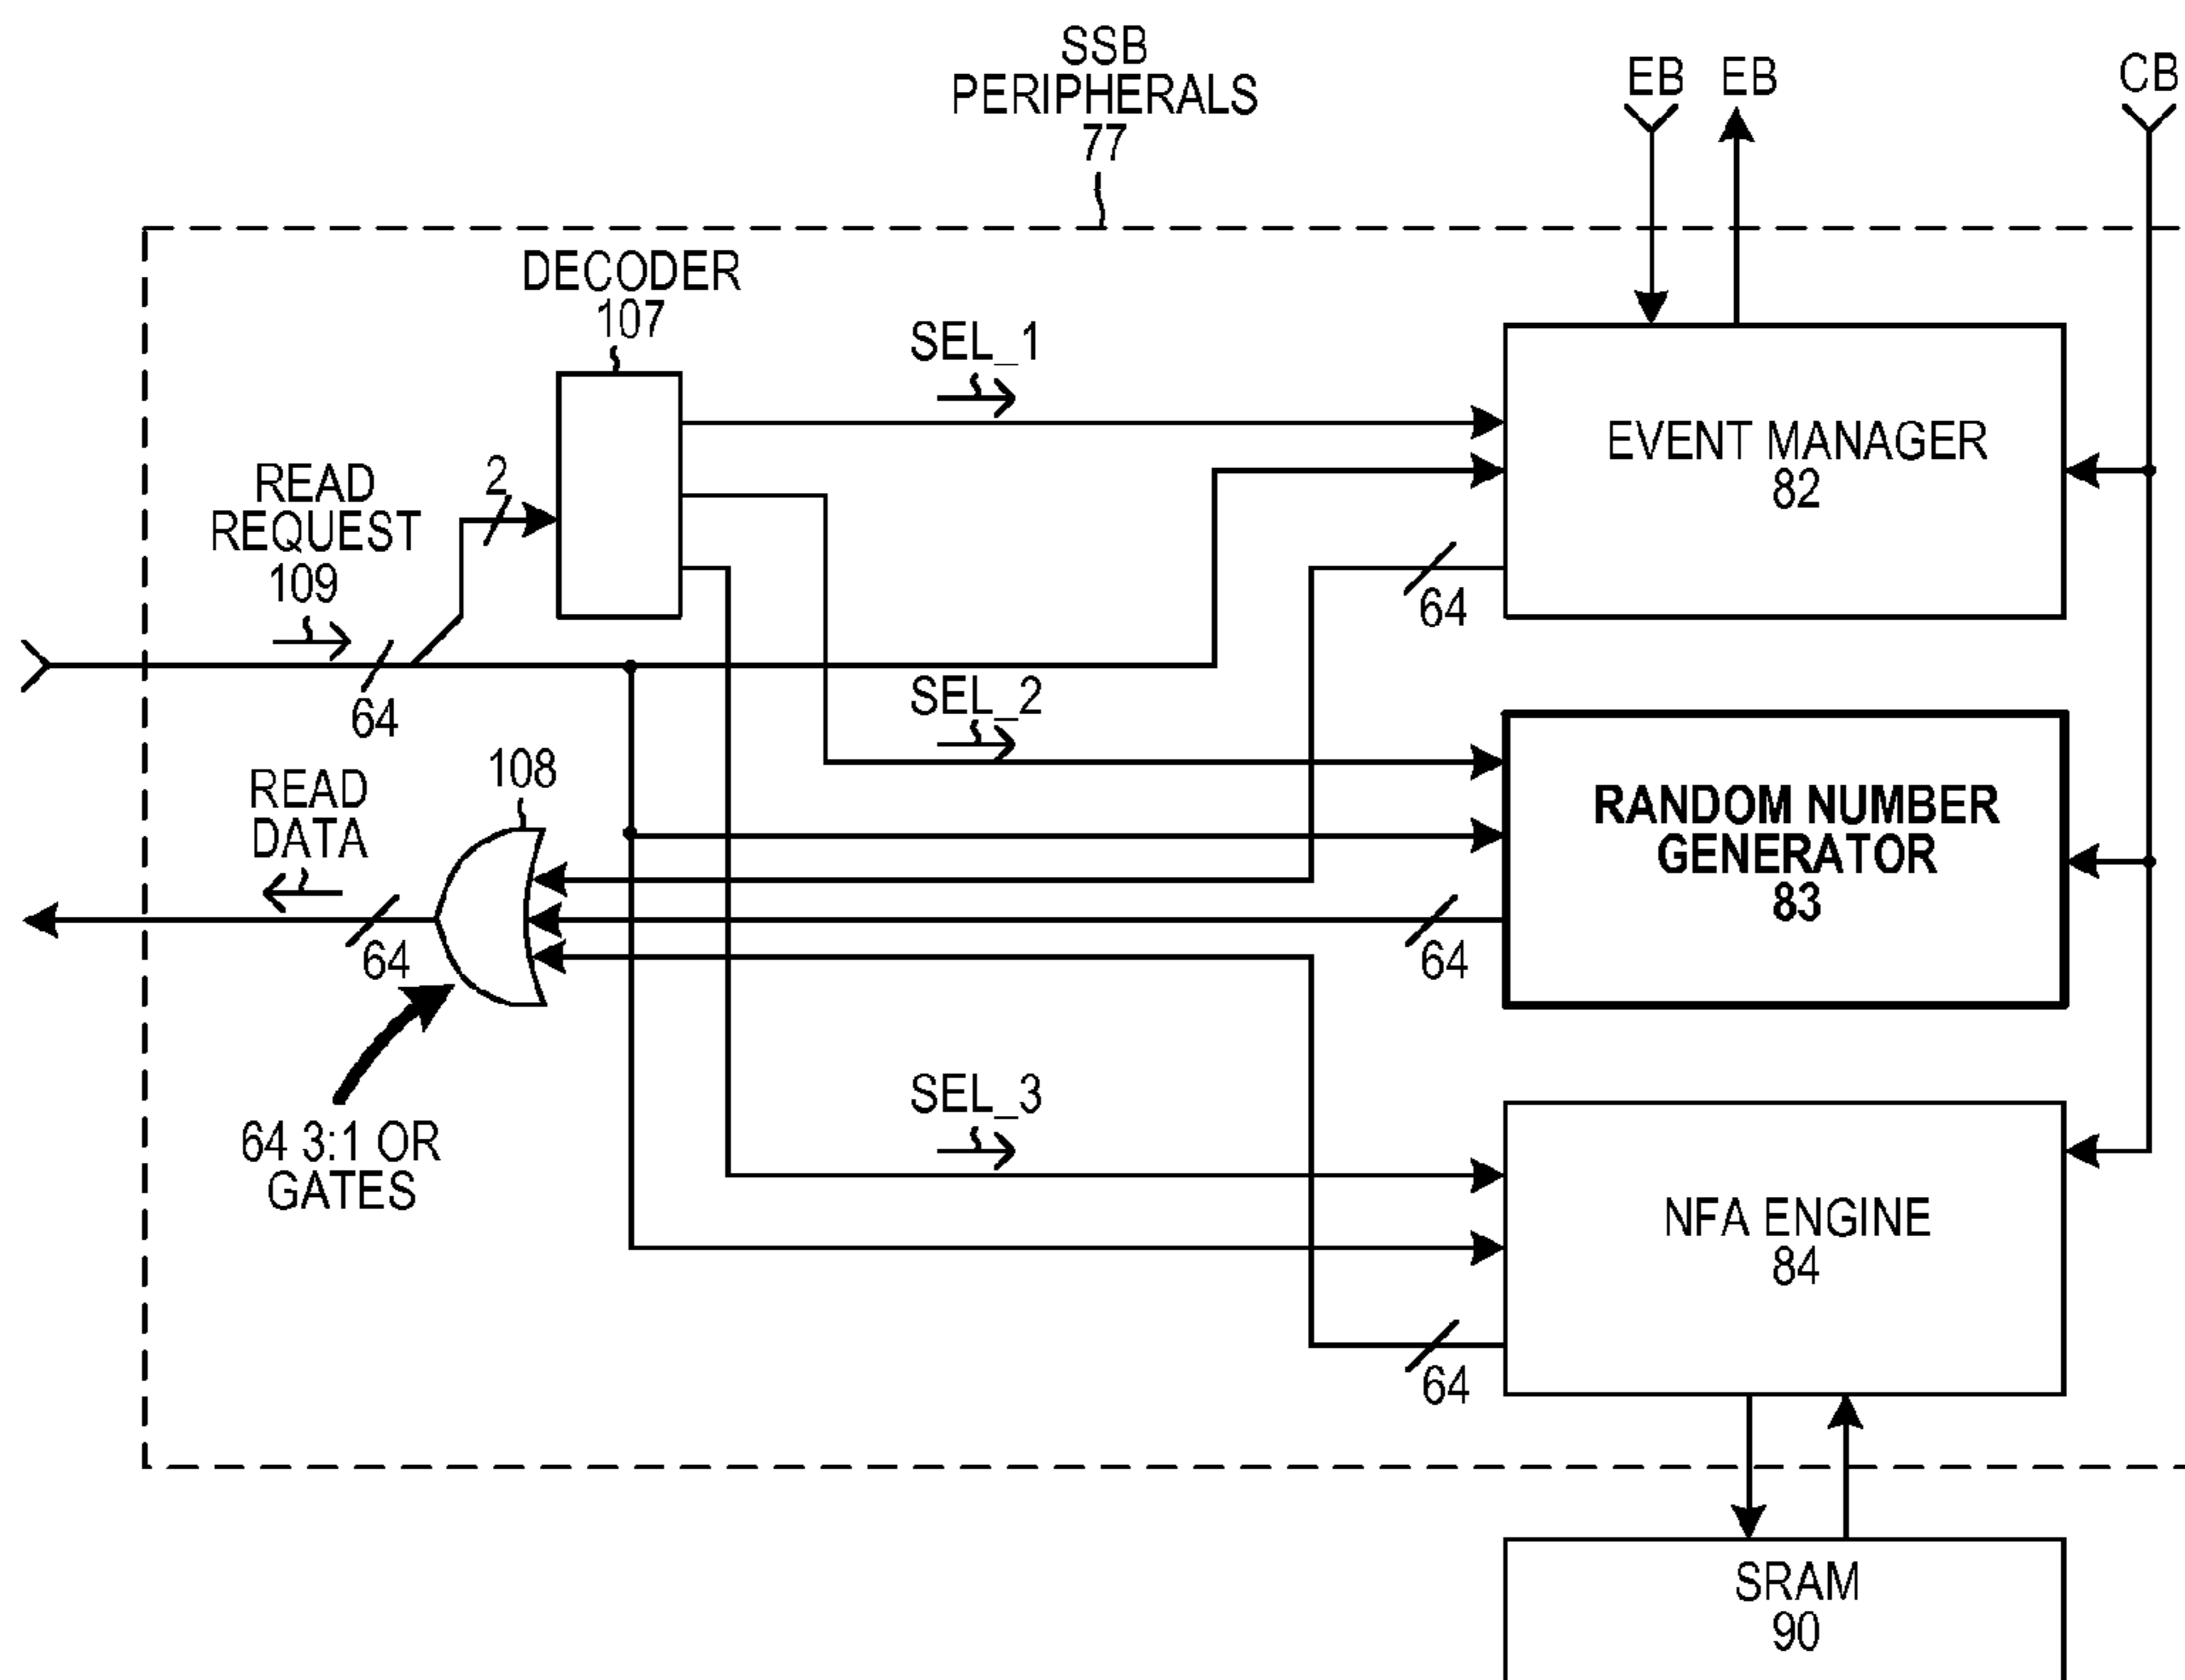 SSB
PERIPHERALS
77
EB
EB
CB
DECODER
107
SEL_1
EVENT MANAGER
82
2
READ
REQUEST
109
64
64
SEL_2
READ
DATA
108
RANDOM NUMBER
GENERATOR
83
64
64
64 3:1 OR
GATES
SEL_3
NFA ENGINE
84
64
SRAM
90